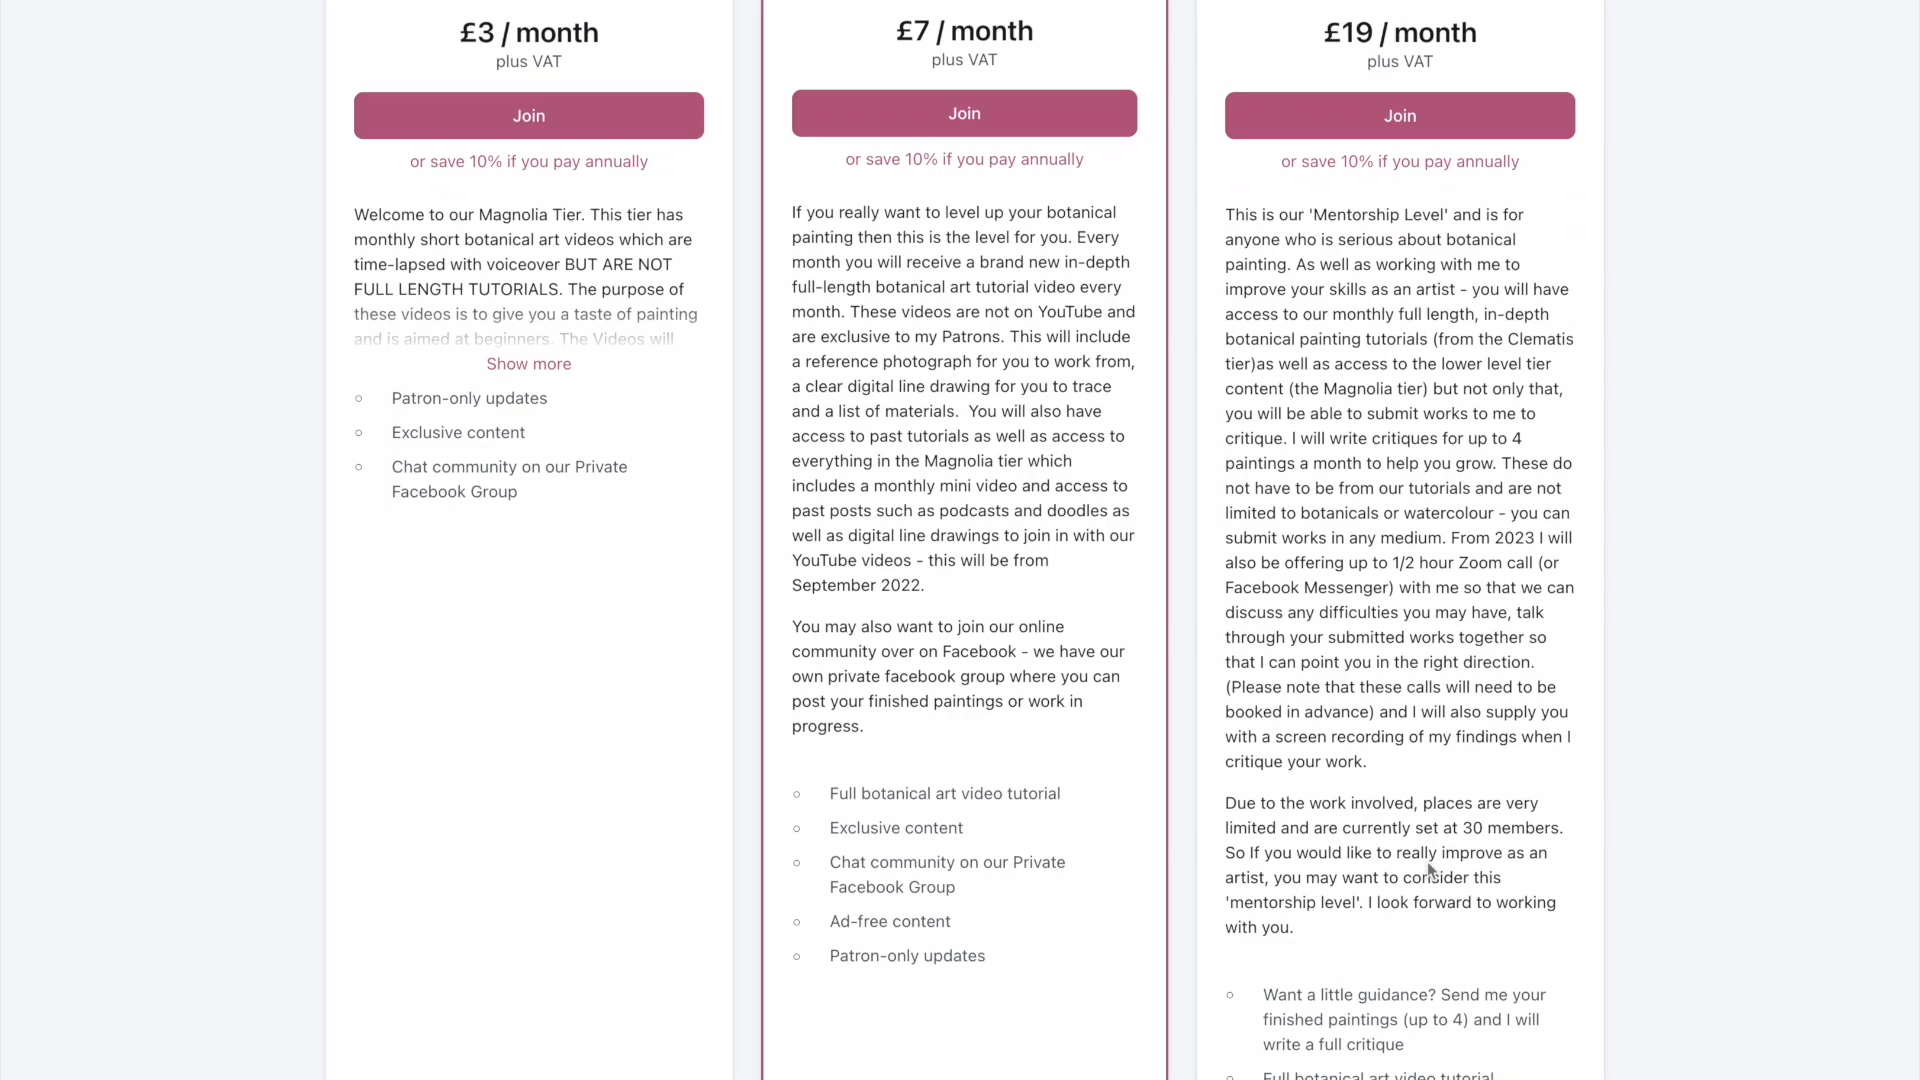 £3 / month
plus VAT
Join
or save 10% if you pay annually
Welcome to our Magnolia Tier. This tier has
monthly short botanical art videos which are
time-lapsed with voiceover BUT ARE NOT
FULL LENGTH TUTORIALS. The purpose of
these videos is to give you a taste of painting
and is aimed at beginners. The Videos will
Show more
Patron-only updates
Exclusive content
Chat community on our Private
Facebook Group
£7 / month
plus VAT
Join
or save 10% if you pay annually
If you really want to level up your botanical
painting then this is the level for you. Every
month you will receive a brand new in-depth
full-length botanical art tutorial video every
month. These videos are not on YouTube and
are exclusive to my Patrons. This will include
a reference photograph for you to work from,
a clear digital line drawing for you to trace
and a list of materials.  You will also have
access to past tutorials as well as access to
everything in the Magnolia tier which
includes a monthly mini video and access to
past posts such as podcasts and doodles as
well as digital line drawings to join in with our
YouTube videos - this will be from
September 2022.
You may also want to join our online
community over on Facebook - we have our
own private facebook group where you can
post your finished paintings or work in
progress.
Full botanical art video tutorial
Exclusive content
Chat community on our Private
Facebook Group
Ad-free content
Patron-only updates
£19 / month
plus VAT
Join
or save 10% if you pay annually
This is our 'Mentorship Level' and is for
anyone who is serious about botanical
painting. As well as working with me to
improve your skills as an artist - you will have
access to our monthly full length, in-depth
botanical painting tutorials (from the Clematis
tier)as well as access to the lower level tier
content (the Magnolia tier) but not only that,
you will be able to submit works to me to
critique. I will write critiques for up to 4
paintings a month to help you grow. These do
not have to be from our tutorials and are not
limited to botanicals or watercolour - you can
submit works in any medium. From 2023 I will
also be offering up to 1/2 hour Zoom call (or
Facebook Messenger) with me so that we can
discuss any difficulties you may have, talk
through your submitted works together so
that I can point you in the right direction.
(Please note that these calls will need to be
booked in advance) and I will also supply you
with a screen recording of my findings when I
critique your work.
Due to the work involved, places are very
limited and are currently set at 30 members.
So If you would like to really improve as an
artist, you may want to consider this
'mentorship level'. I look forward to working
with you.
Want a little guidance? Send me your
finished paintings (up to 4) and I will
write a full critique
Full botanical art video tutorial